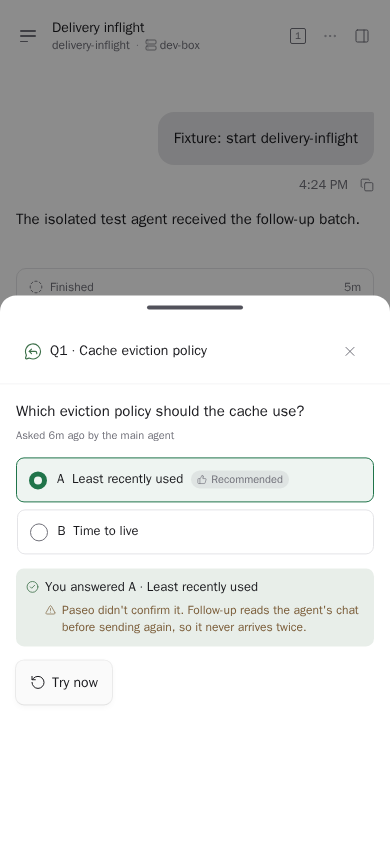 Delivery inflight
delivery-inflight · dev-box
1
Fixture: start delivery-inflight
4:24 PM
The isolated test agent received the follow-up batch.
Finished 5m
Q1 · Cache eviction policy
Which eviction policy should the cache use?
Asked 6m ago by the main agent
A Least recently used Recommended
B Time to live
You answered A · Least recently used
Paseo didn't confirm it. Follow-up reads the agent's chat
before sending again, so it never arrives twice.
Try now